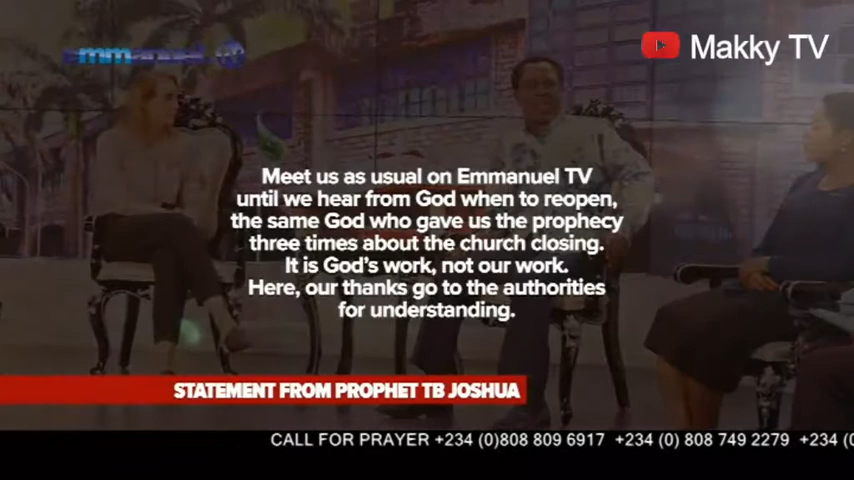 emmanuel tv
Makky TV
Meet us as usual on Emmanuel TV
until we hear from God when to reopen,
the same God who gave us the prophecy
three times about the church closing.
It is God's work, not our work.
Here, our thanks go to the authorities
for understanding.
STATEMENT FROM PROPHET TB JOSHUA
CALL FOR PRAYER +234 (0)808 809 6917 +234 (0) 808 749 2279 +234 (0